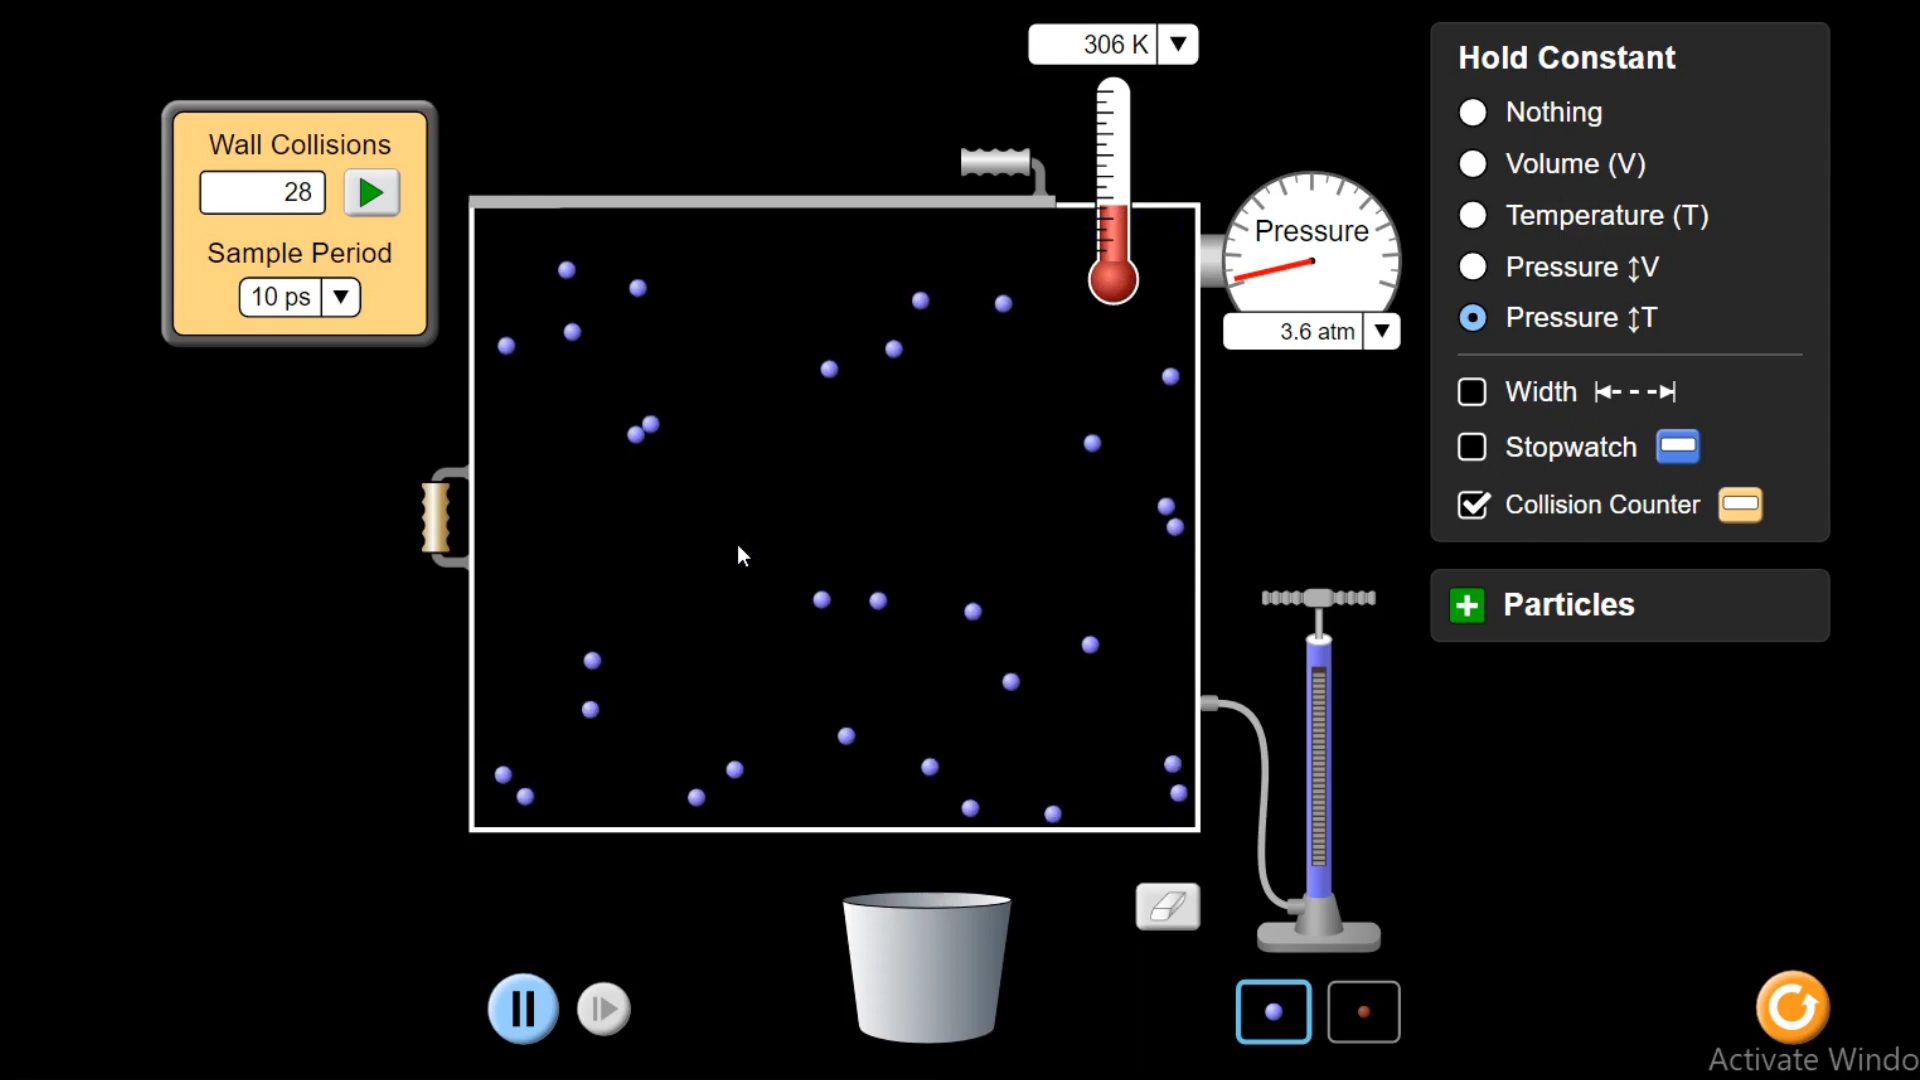 306 K
Hold Constant
Nothing
Wall Collisions
Volume (V)
28
Temperature (T)
Pressure
Sample Period
Pressure ↕V
10 ps
Pressure ↕T
3.6 atm
Width
Stopwatch
Collision Counter
Particles
Activate Windo